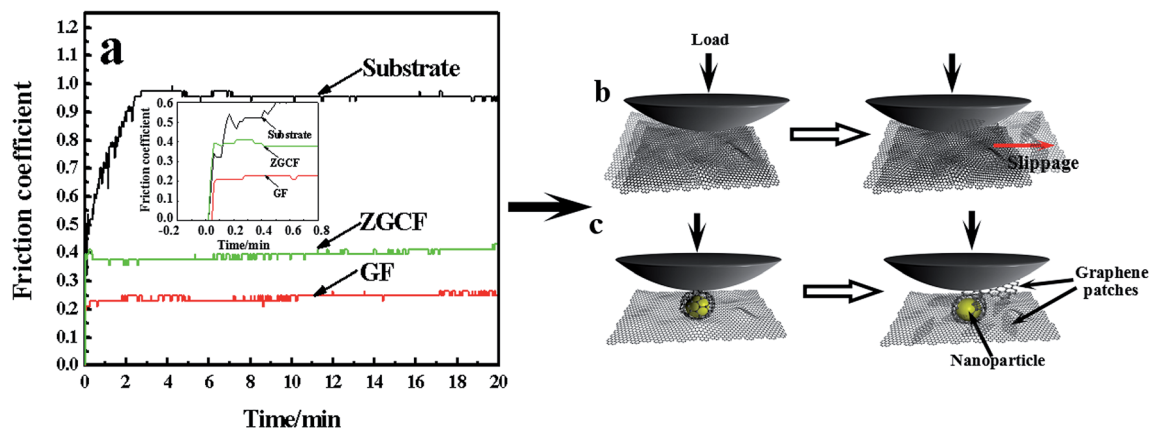 a
Friction coefficient
1.2
1.1
1.0
0.9
0.8
0.7
0.6
0.5
0.4
0.3
0.2
0.1
0.0
0 2 4 6 8 10 12 14 16 18 20
Time/min
Substrate
ZGCF
GF
Friction coefficient
0.6
0.5
0.4
0.3
0.2
0.1
0.0
-0.2 0.0 0.2 0.4 0.6 0.8
Time/min
Substrate
ZGCF
GF
b
Load
Slippage
c
Graphene
patches
Nanoparticle